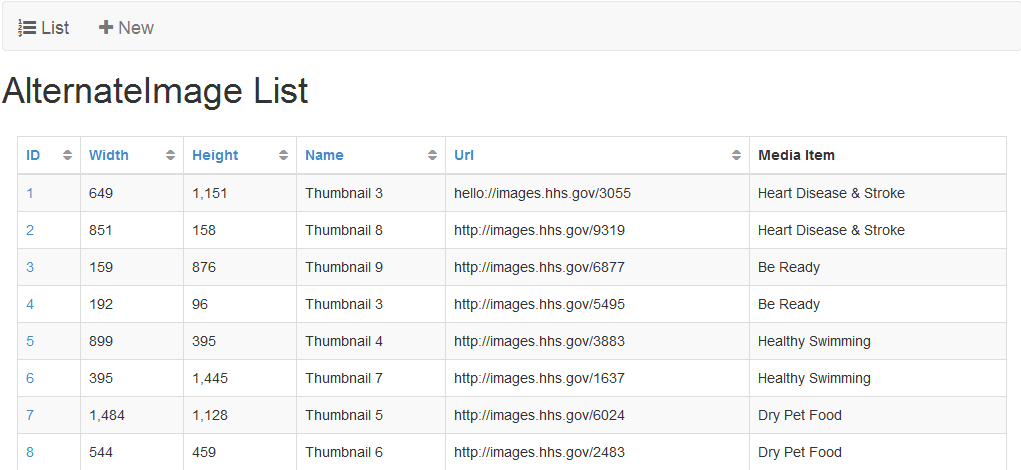 List New
AlternateImage List
ID Width Height Name Url Media Item
1 649 1,151 Thumbnail 3 hello://images.hhs.gov/3055 Heart Disease & Stroke
2 851 158 Thumbnail 8 http://images.hhs.gov/9319 Heart Disease & Stroke
3 159 876 Thumbnail 9 http://images.hhs.gov/6877 Be Ready
4 192 96 Thumbnail 3 http://images.hhs.gov/5495 Be Ready
5 899 395 Thumbnail 4 http://images.hhs.gov/3883 Healthy Swimming
6 395 1,445 Thumbnail 7 http://images.hhs.gov/1637 Healthy Swimming
7 1,484 1,128 Thumbnail 5 http://images.hhs.gov/6024 Dry Pet Food
8 544 459 Thumbnail 6 http://images.hhs.gov/2483 Dry Pet Food